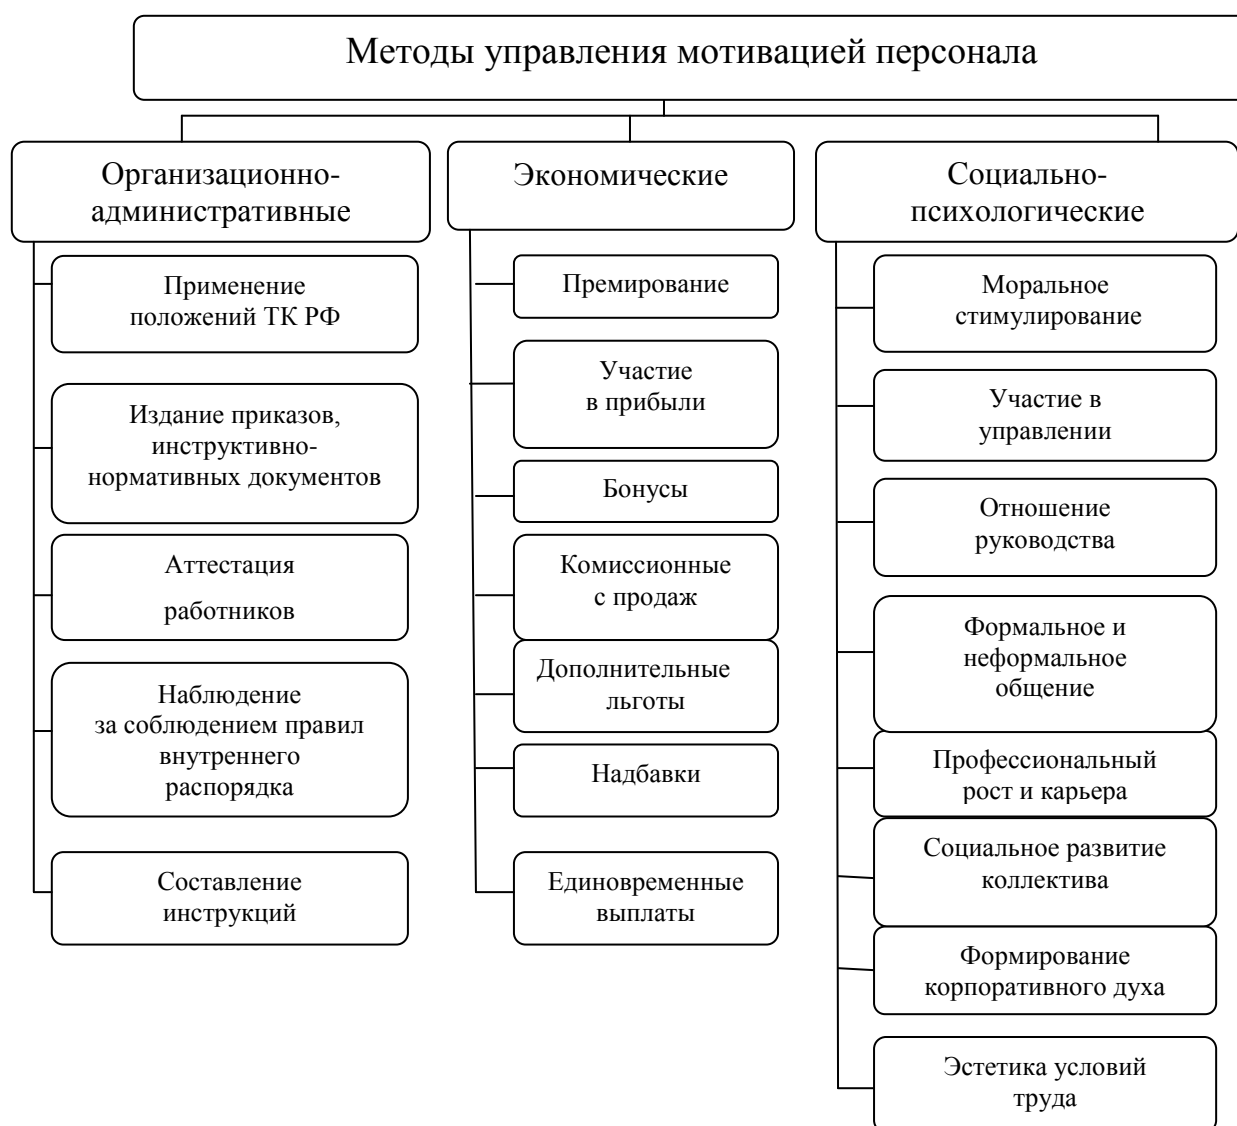 Методы управления мотивацией персонала
Организационно-
административные
Применение
положений ТК РФ
Издание приказов,
инструктивно-
нормативных документов
Аттестация
работников
Наблюдение
за соблюдением правил
внутреннего
распорядка
Составление
инструкций
Экономические
Премирование
Участие
в прибыли
Бонусы
Комиссионные
с продаж
Дополнительные
льготы
Надбавки
Единовременные
выплаты
Социально-
психологические
Моральное
стимулирование
Участие в
управлении
Отношение
руководства
Формальное и
неформальное
общение
Профессиональный
рост и карьера
Социальное развитие
коллектива
Формирование
корпоративного духа
Эстетика условий
труда